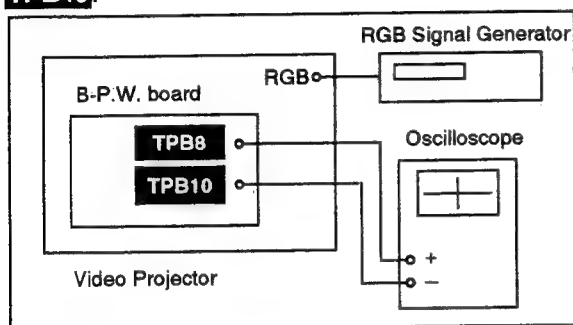 RGB Signal Generator
RGB
B-P.W. board
TPB8
TPB10
Oscilloscope
+
−
Video Projector